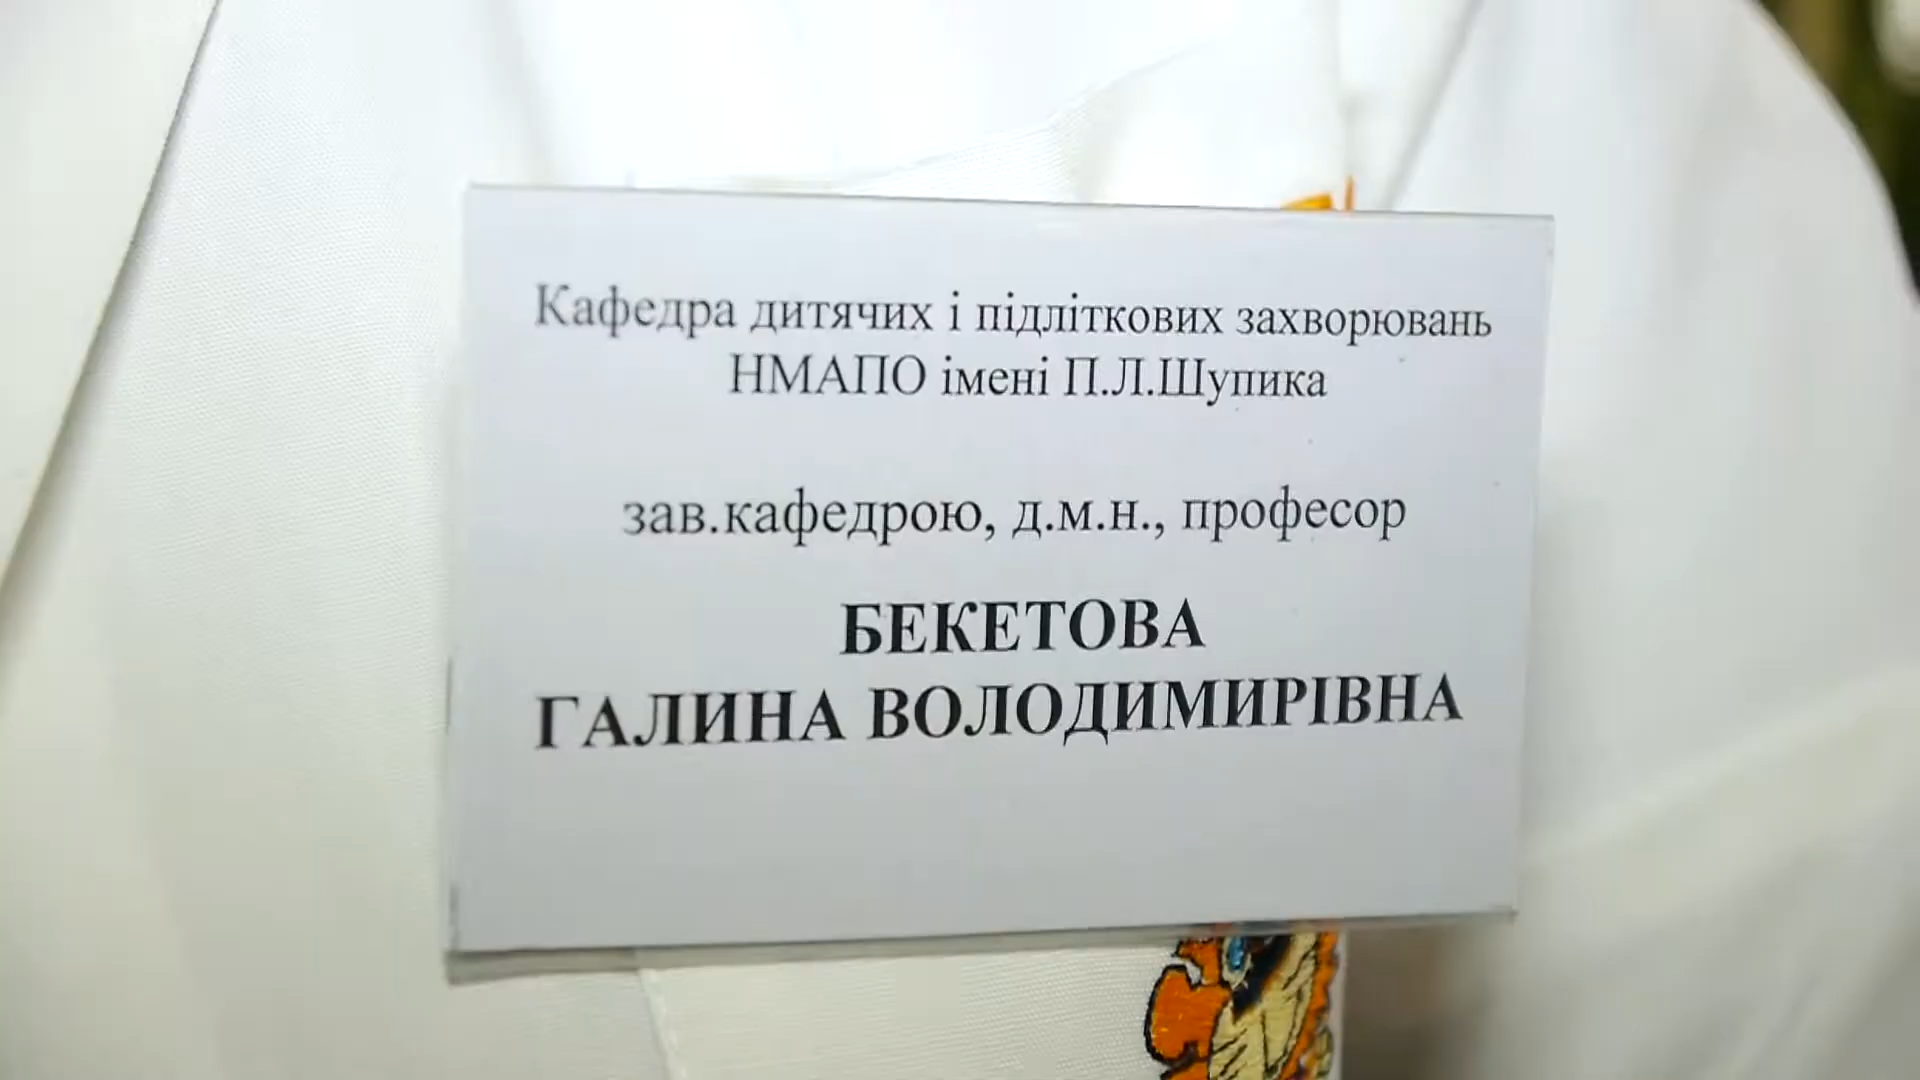 Кафедра дитячих і підліткових захворювань
НМАПО імені П.Л.Шупика
зав.кафедрою, д.м.н., професор
БЕКЕТОВА
ГАЛИНА ВОЛОДИМИРІВНА